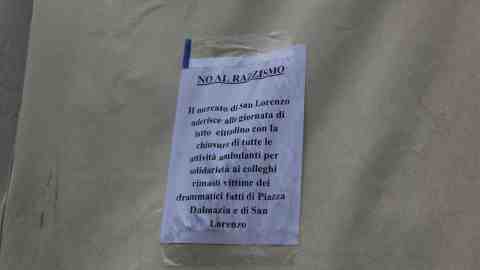 NO AL RAZZISMO
Il mercato di San Lorenzo
aderisce alla giornata di
lutto cittadino con la
chiusura di tutte le
attività ambulanti per
solidarietà ai colleghi
rimasti vittime dei
drammatici fatti di Piazza
Dalmazia e di San
Lorenzo